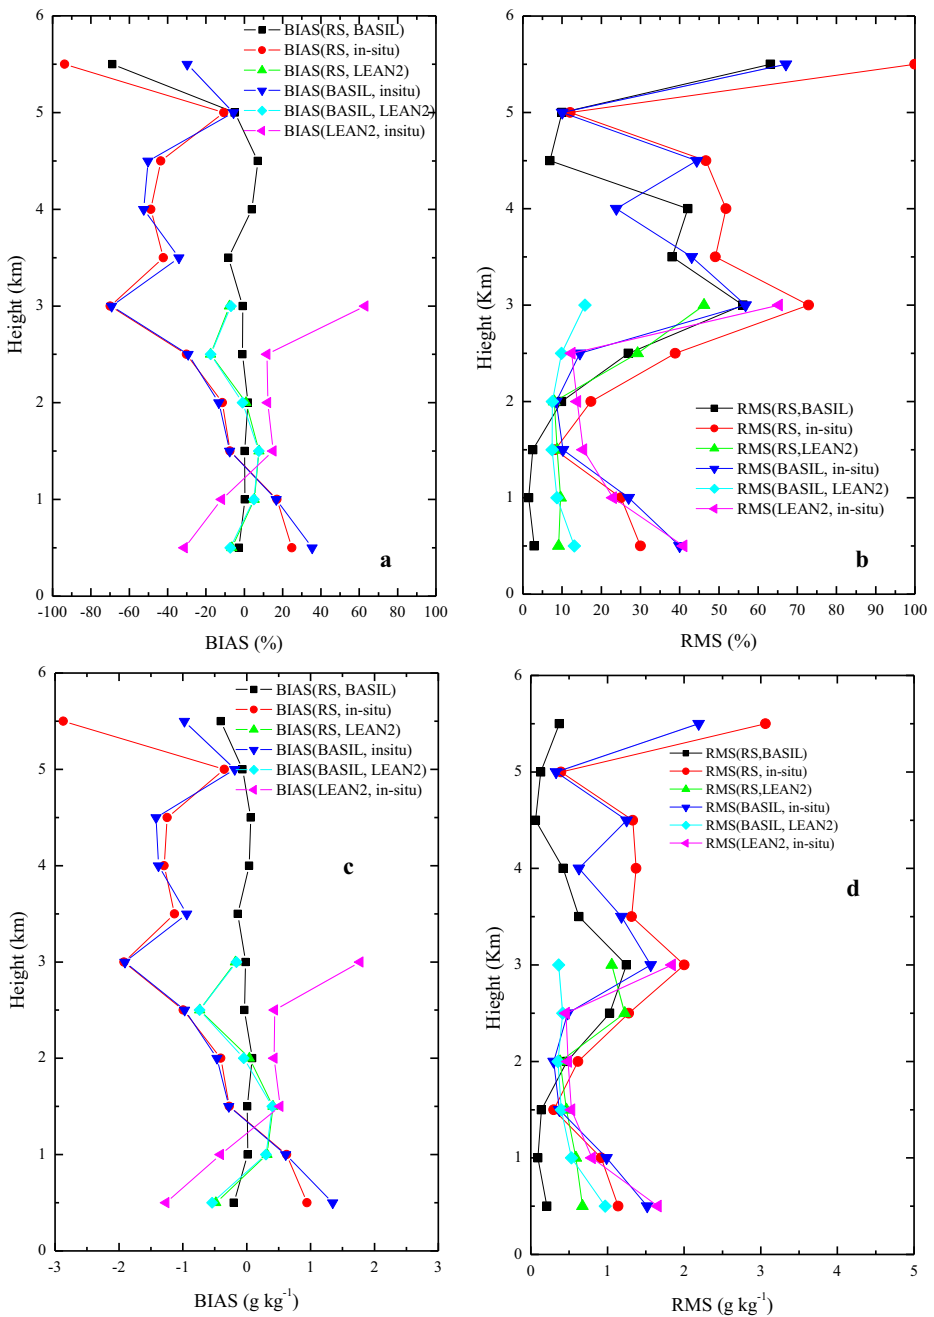 6
5
4
3
2
1
0
Height (km)
BIAS(RS, BASIL)
BIAS(RS, in-situ)
BIAS(RS, LEAN2)
BIAS(BASIL, insitu)
BIAS(BASIL, LEAN2)
BIAS(LEAN2, insitu)
a
-100 -80 -60 -40 -20 0 20 40 60 80 100
BIAS (%)
6
5
4
3
2
1
0
Hieght (Km)
RMS(RS,BASIL)
RMS(RS, in-situ)
RMS(RS,LEAN2)
RMS(BASIL, in-situ)
RMS(BASIL, LEAN2)
RMS(LEAN2, in-situ)
b
0 10 20 30 40 50 60 70 80 90 100
RMS (%)
6
5
4
3
2
1
0
Height (km)
BIAS(RS, BASIL)
BIAS(RS, in-situ)
BIAS(RS, LEAN2)
BIAS(BASIL, insitu)
BIAS(BASIL, LEAN2)
BIAS(LEAN2, in-situ)
c
-3 -2 -1 0 1 2 3
BIAS (g kg-1)
6
5
4
3
2
1
0
Hieght (Km)
RMS(RS,BASIL)
RMS(RS, in-situ)
RMS(RS,LEAN2)
RMS(BASIL, in-situ)
RMS(BASIL, LEAN2)
RMS(LEAN2, in-situ)
d
0 1 2 3 4 5
RMS (g kg-1)